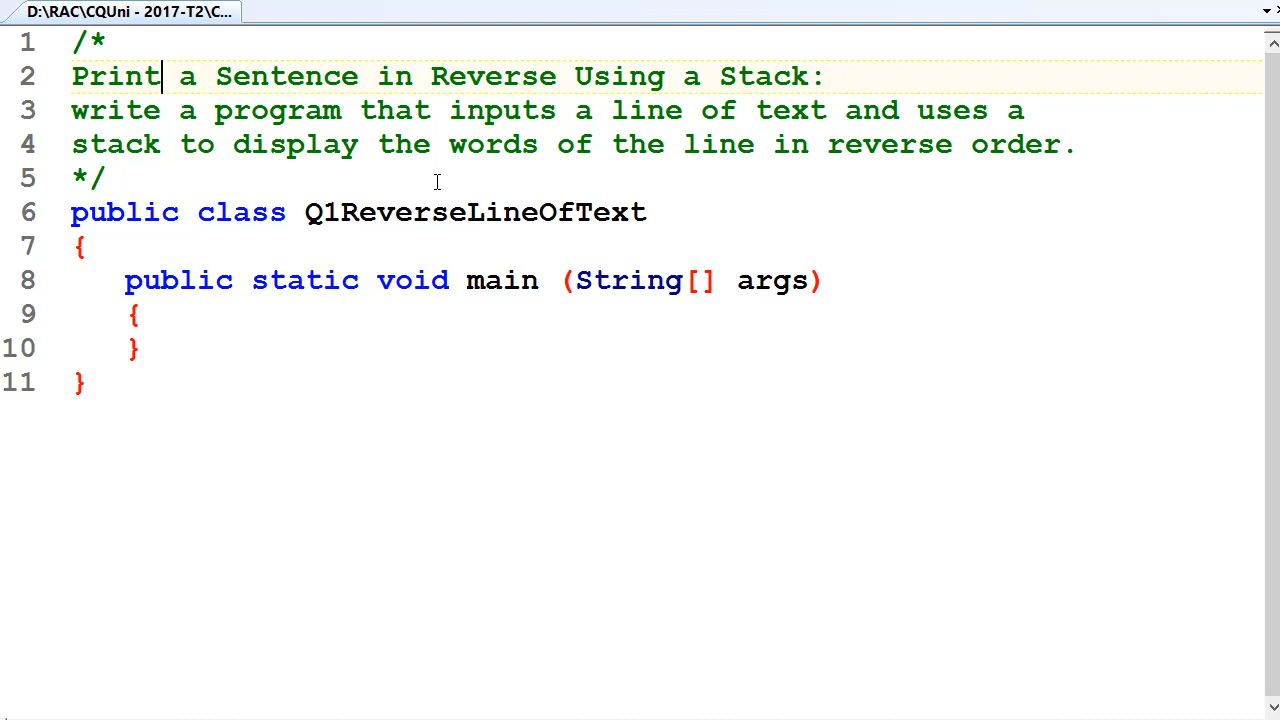 D:\RAC\CQUni - 2017-T2\C...
1 /*
2 Print a Sentence in Reverse Using a Stack:
3 write a program that inputs a line of text and uses a
4 stack to display the words of the line in reverse order.
5 */
6 public class Q1ReverseLineOfText
7 {
8 public static void main (String[] args)
9 {
10 }
11 }